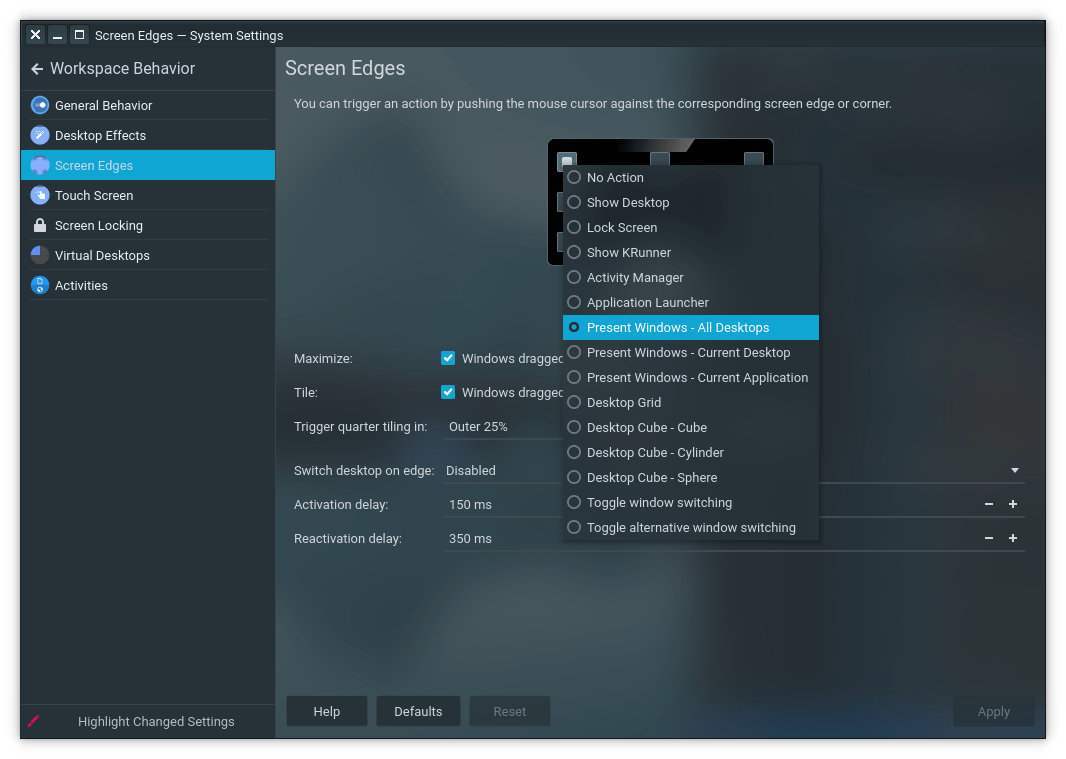 Screen Edges — System Settings
Workspace Behavior
General Behavior
Desktop Effects
Screen Edges
Touch Screen
Screen Locking
Virtual Desktops
Activities
Highlight Changed Settings
Screen Edges
You can trigger an action by pushing the mouse cursor against the corresponding screen edge or corner.
No Action
Show Desktop
Lock Screen
Show KRunner
Activity Manager
Application Launcher
Present Windows - All Desktops
Present Windows - Current Desktop
Present Windows - Current Application
Desktop Grid
Desktop Cube - Cube
Desktop Cube - Cylinder
Desktop Cube - Sphere
Toggle window switching
Toggle alternative window switching
Maximize: Windows dragged
Tile: Windows dragged
Trigger quarter tiling in: Outer 25%
Switch desktop on edge: Disabled
Activation delay: 150 ms
Reactivation delay: 350 ms
Help Defaults Reset Apply